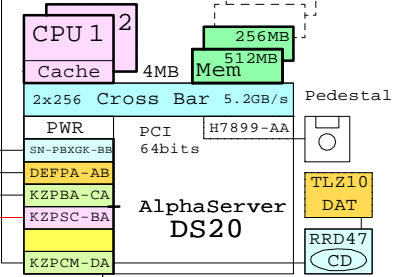 CPU 1 2
Cache
4MB
256MB
512MB
Mem
2x256 Cross Bar 5.2GB/s
Pedestal
PWR
PCI
64bits
H7899-AA
SN-PBXGK-BB
DEFPA-AB
KZPBA-CA
KZPSC-BA
KZPCM-DA
AlphaServer
DS20
TLZ10
DAT
RRD47
CD